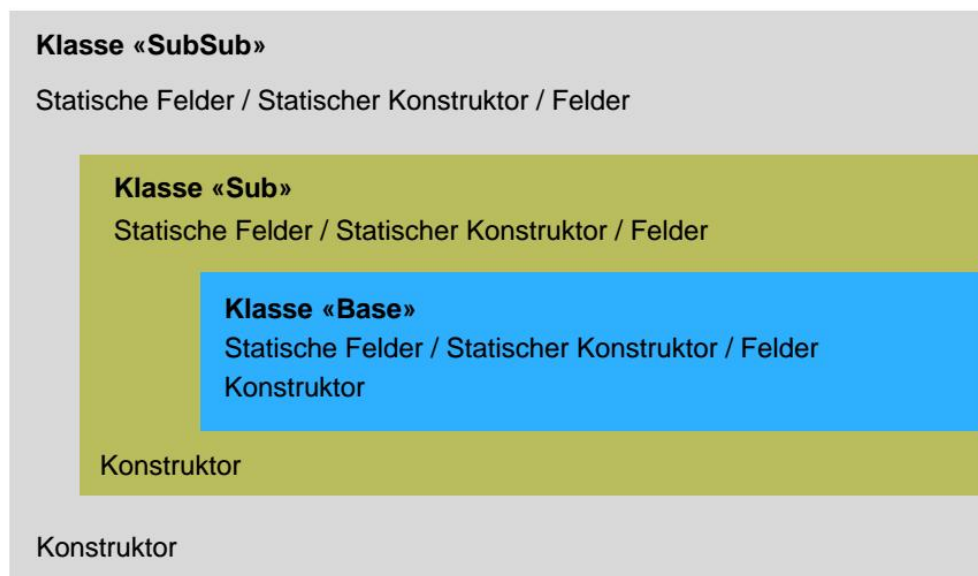 Klasse «SubSub»
Statische Felder / Statischer Konstruktor / Felder
Klasse «Sub»
Statische Felder / Statischer Konstruktor / Felder
Klasse «Base»
Statische Felder / Statischer Konstruktor / Felder
Konstruktor
Konstruktor
Konstruktor